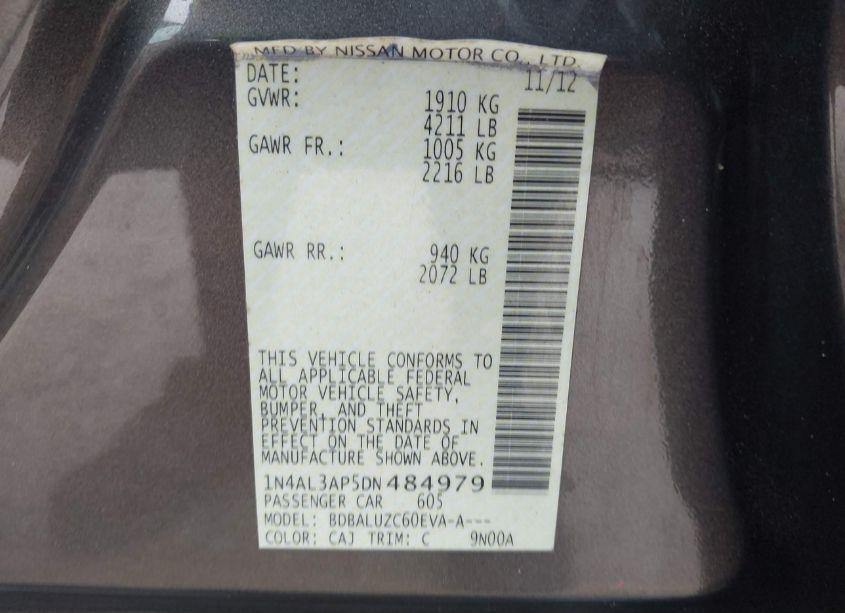 MFD BY NISSAN MOTOR CO., LTD.
DATE: 11/12
GVWR: 1910 KG
4211 LB
GAWR FR.: 1005 KG
2216 LB
GAWR RR.: 940 KG
2072 LB
THIS VEHICLE CONFORMS TO
ALL APPLICABLE FEDERAL
MOTOR VEHICLE SAFETY,
BUMPER, AND THEFT
PREVENTION STANDARDS IN
EFFECT ON THE DATE OF
MANUFACTURE SHOWN ABOVE.
1N4AL3AP5DN484979
PASSENGER CAR 605
MODEL: BDBALUZC60EVA-A---
COLOR: CAJ TRIM: C 9N00A